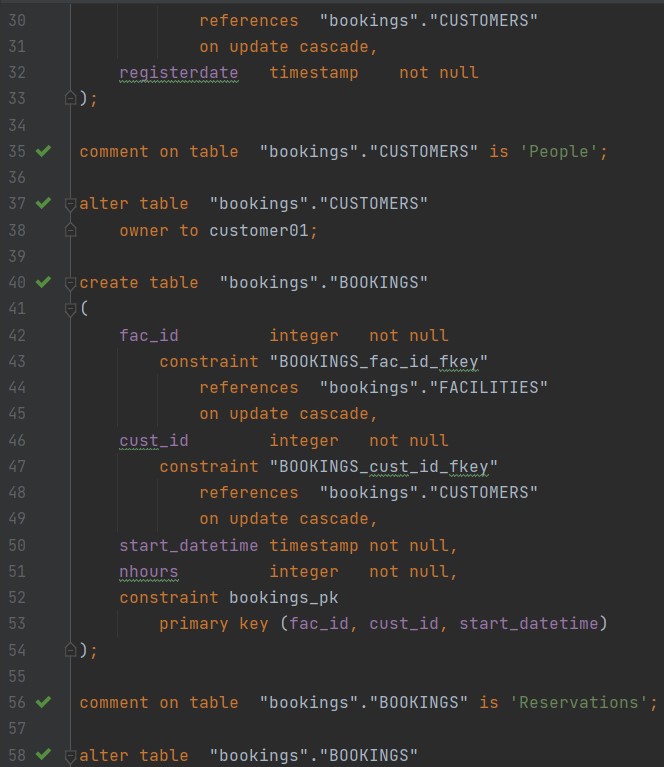 30 references "bookings"."CUSTOMERS"
31 on update cascade,
32 registerdate timestamp not null
33 );
34
35 comment on table "bookings"."CUSTOMERS" is 'People';
36
37 alter table "bookings"."CUSTOMERS"
38 owner to customer01;
39
40 create table "bookings"."BOOKINGS"
41 (
42 fac_id integer not null
43 constraint "BOOKINGS_fac_id_fkey"
44 references "bookings"."FACILITIES"
45 on update cascade,
46 cust_id integer not null
47 constraint "BOOKINGS_cust_id_fkey"
48 references "bookings"."CUSTOMERS"
49 on update cascade,
50 start_datetime timestamp not null,
51 nhours integer not null,
52 constraint bookings_pk
53 primary key (fac_id, cust_id, start_datetime)
54 );
55
56 comment on table "bookings"."BOOKINGS" is 'Reservations';
57
58 alter table "bookings"."BOOKINGS"